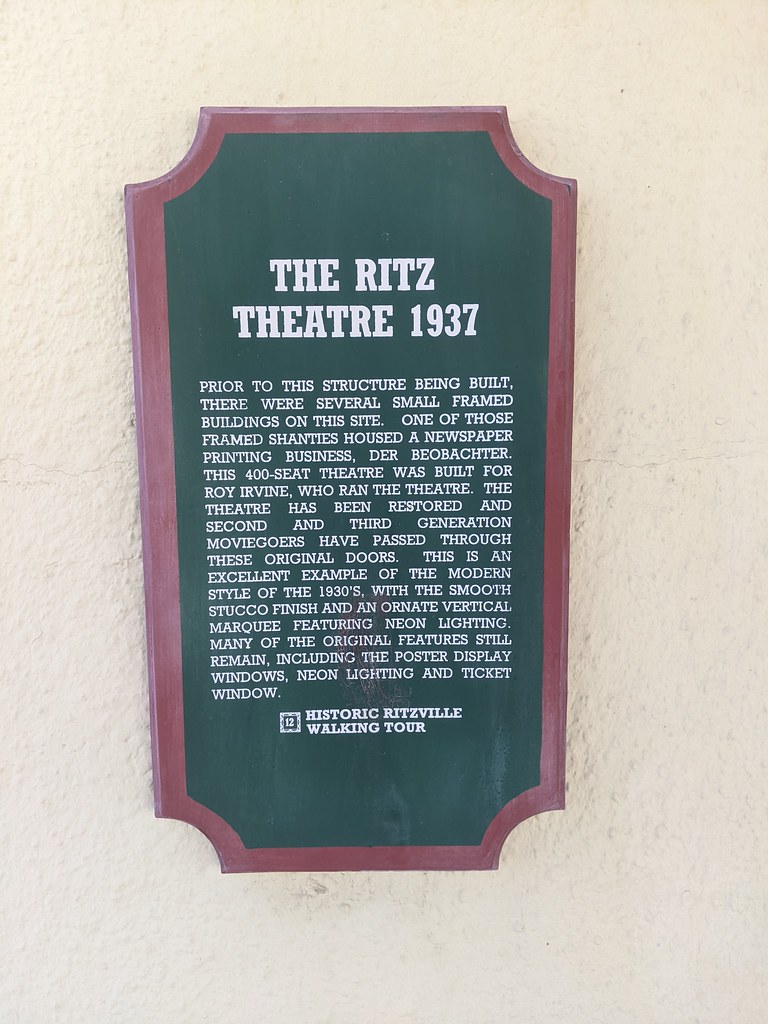 THE RITZ
THEATRE 1937
PRIOR TO THIS STRUCTURE BEING BUILT,
THERE WERE SEVERAL SMALL FRAMED
BUILDINGS ON THIS SITE. ONE OF THOSE
FRAMED SHANTIES HOUSED A NEWSPAPER
PRINTING BUSINESS, DER BEOBACHTER.
THIS 400-SEAT THEATRE WAS BUILT FOR
ROY IRVINE, WHO RAN THE THEATRE. THE
THEATRE HAS BEEN RESTORED AND
SECOND AND THIRD GENERATION
MOVIEGOERS HAVE PASSED THROUGH
THESE ORIGINAL DOORS. THIS IS AN
EXCELLENT EXAMPLE OF THE MODERN
STYLE OF THE 1930'S, WITH THE SMOOTH
STUCCO FINISH AND AN ORNATE VERTICAL
MARQUEE FEATURING NEON LIGHTING.
MANY OF THE ORIGINAL FEATURES STILL
REMAIN, INCLUDING THE POSTER DISPLAY
WINDOWS, NEON LIGHTING AND TICKET
WINDOW.
12 HISTORIC RITZVILLE
WALKING TOUR